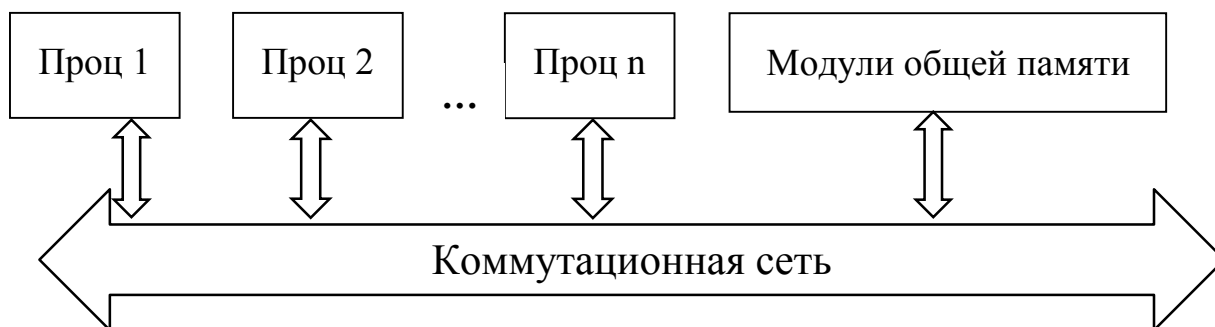 Проц 1
Проц 2
...
Проц n
Модули общей памяти
Коммутационная сеть